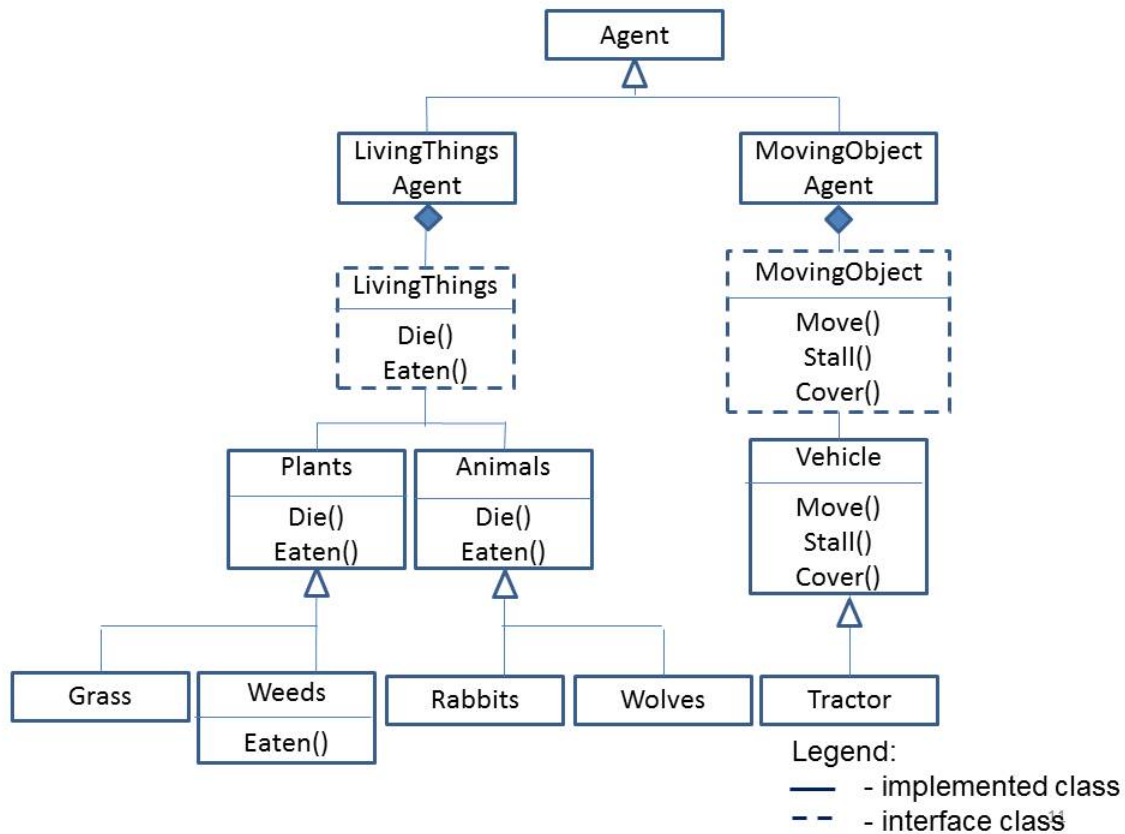 Agent
LivingThings
Agent
MovingObject
Agent
LivingThings
Die()
Eaten()
MovingObject
Move()
Stall()
Cover()
Plants
Die()
Eaten()
Animals
Die()
Eaten()
Vehicle
Move()
Stall()
Cover()
Grass
Weeds
Eaten()
Rabbits
Wolves
Tractor
Legend:
- implemented class
- interface class
11